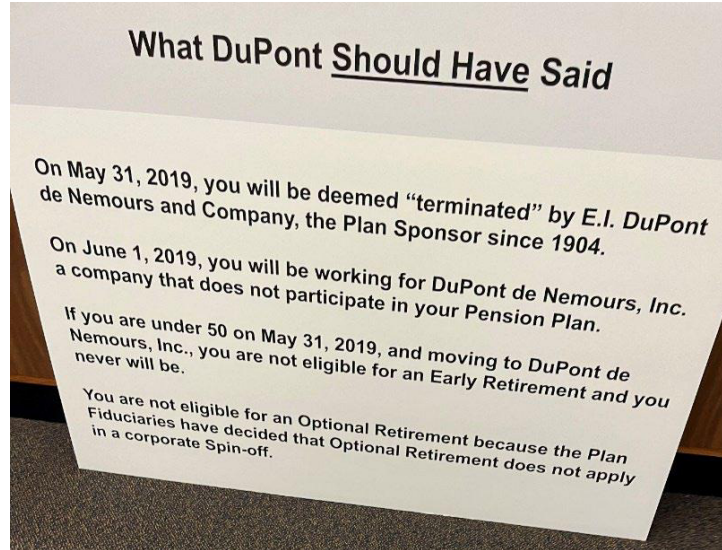 What DuPont Should Have Said
On May 31, 2019, you will be deemed “terminated” by E.I. DuPont
de Nemours and Company, the Plan Sponsor since 1904.
On June 1, 2019, you will be working for DuPont de Nemours, Inc.
a company that does not participate in your Pension Plan.
If you are under 50 on May 31, 2019, and moving to DuPont de
Nemours, Inc., you are not eligible for an Early Retirement and you
never will be.
You are not eligible for an Optional Retirement because the Plan
Fiduciaries have decided that Optional Retirement does not apply
in a corporate Spin-off.